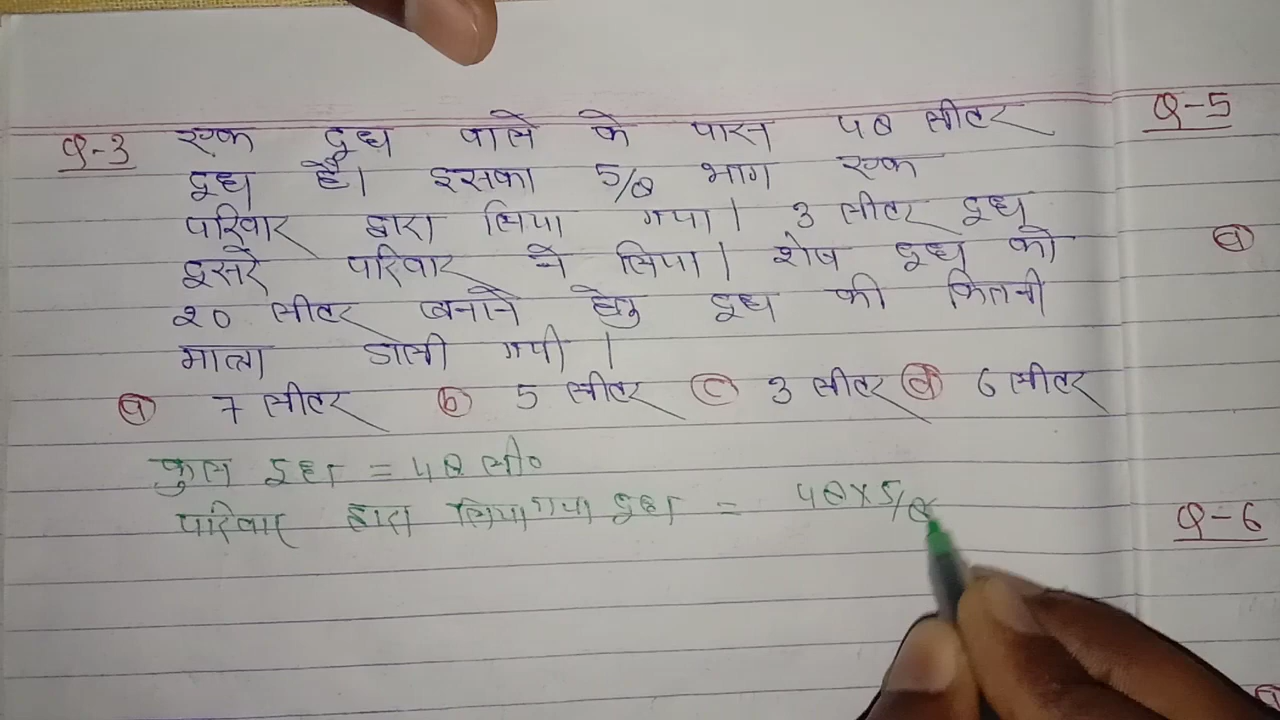 Q-3 एक दुध वाले के पास 48 लीटर
दुध है। इसका 5/8 भाग एक
परिवार द्वारा लिया गया। 3 लीटर दुध
दुसरे परिवार ने लिया। शेष दुध को
20 लीटर बनाने हेतु दुध की कितनी
मात्रा डाली गयी।
a 7 लीटर b 5 लीटर c 3 लीटर d 6 लीटर
कुल दुध = 48 ली०
परिवार द्वारा लिया गया दुध = 48×5/8
Q-5
a
Q-6